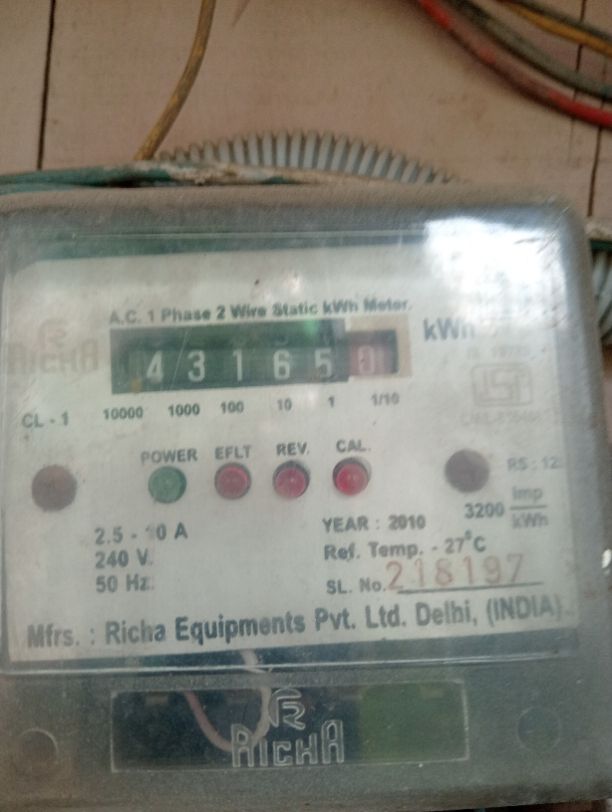 A.C. 1 Phase 2 Wire Static kWh Meter.
RICHA
4 3 1 6 5 0
kWh
CL - 1
10000 1000 100 10 1 1/10
POWER EFLT REV. CAL.
RS : 12
3200 Imp/kWh
2.5 - 10 A
240 V.
50 Hz.
YEAR : 2010
Ref. Temp. - 27°C
SL. No. 218197
Mfrs. : Richa Equipments Pvt. Ltd. Delhi, (INDIA).
RICHA